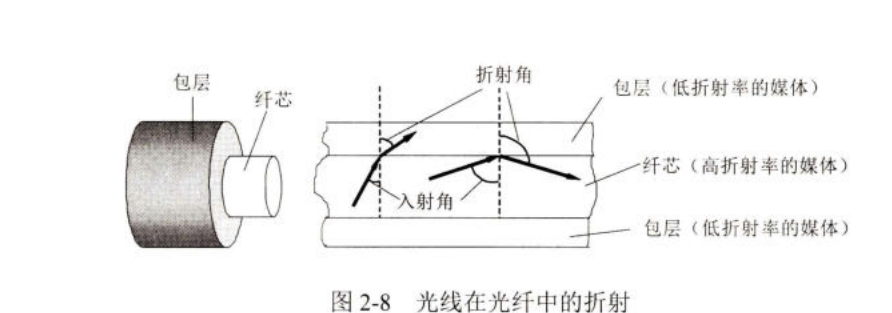 包层
纤芯
折射角
入射角
包层（低折射率的媒体）
纤芯（高折射率的媒体）
包层（低折射率的媒体）
图 2-8 光线在光纤中的折射